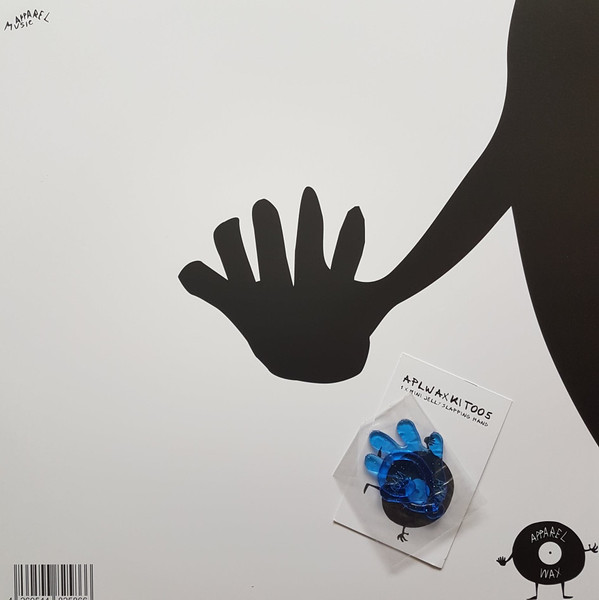 APPAREL
MUSIC
APLWAXKIT005
1 X MINI JELLY SLAPPING HAND
APPAREL
WAX